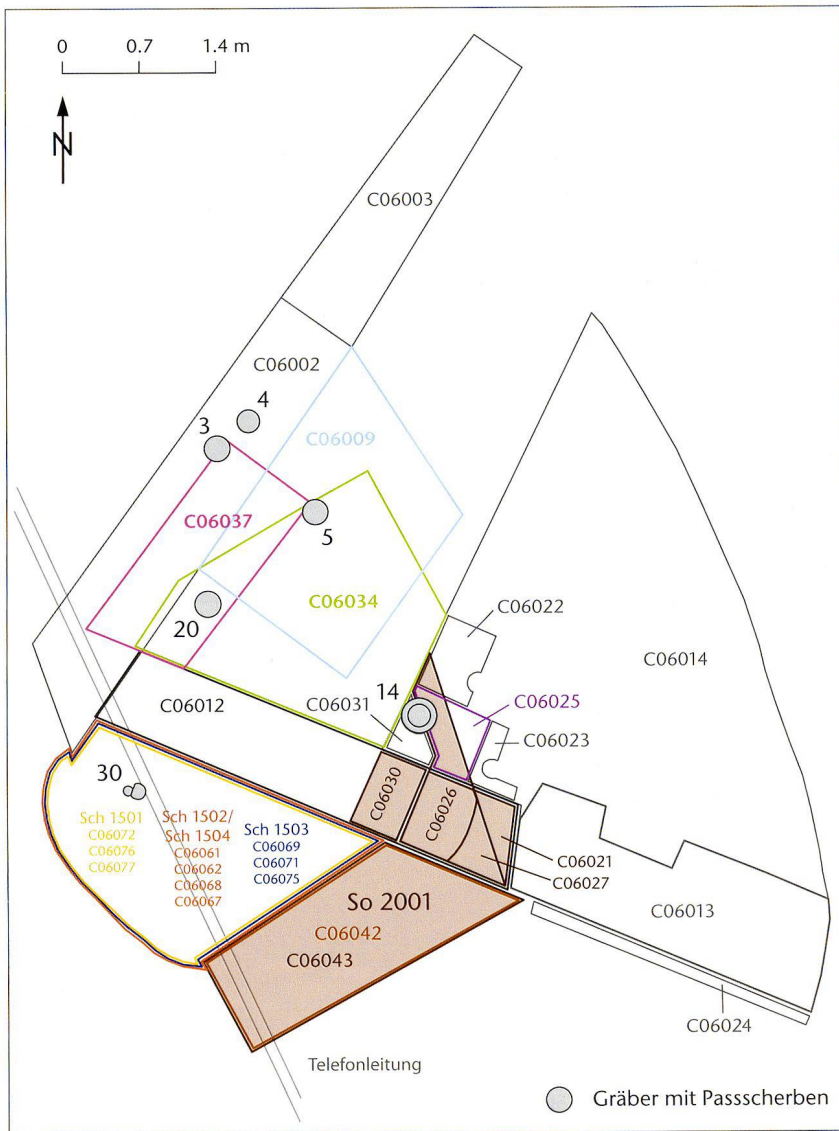 0 0.7 1.4 m
N
C06003
C06002
4
3
C06009
C06037
5
C06034
20
C06022
C06014
C06012
C06031
14
C06025
C06023
30
C06030
C06026
Sch 1501
C06072
C06076
C06077
Sch 1502/
Sch 1504
C06061
C06062
C06068
C06067
Sch 1503
C06069
C06071
C06075
C06021
C06027
So 2001
C06042
C06043
C06013
C06024
Telefonleitung
Gräber mit Passscherben